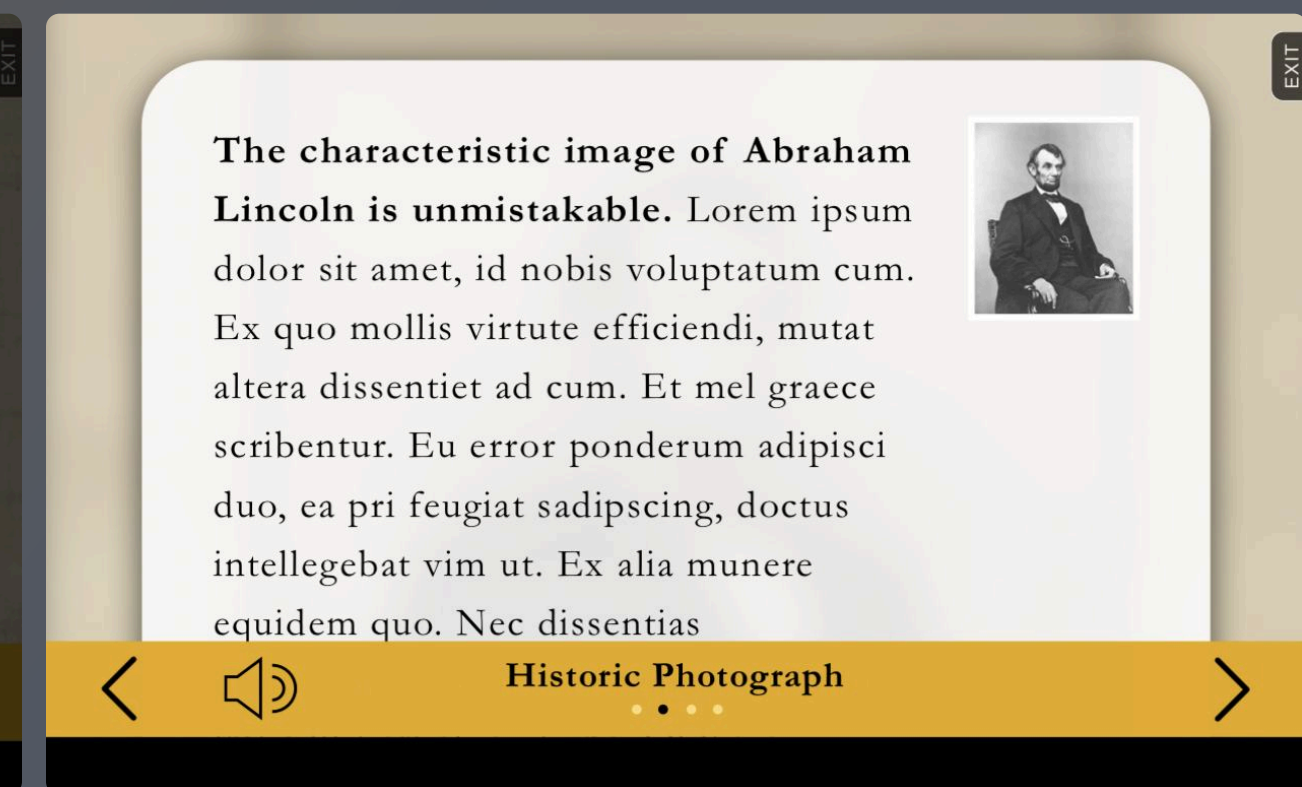 EXIT
EXIT
The characteristic image of Abraham
Lincoln is unmistakable. Lorem ipsum
dolor sit amet, id nobis voluptatum cum.
Ex quo mollis virtute efficiendi, mutat
altera dissentiet ad cum. Et mel graece
scribentur. Eu error ponderum adipisci
duo, ea pri feugiat sadipscing, doctus
intellegebat vim ut. Ex alia munere
equidem quo. Nec dissentias
Historic Photograph